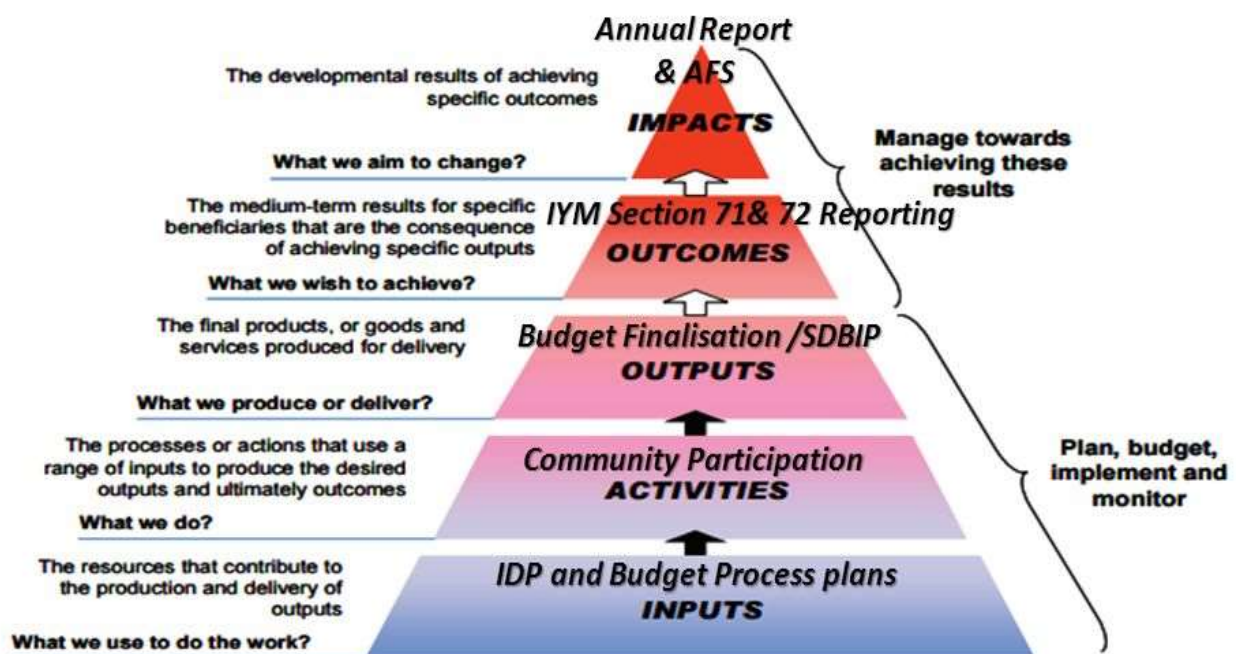 Annual Report
& AFS
IMPACTS
The developmental results of achieving
specific outcomes
What we aim to change?
Manage towards
achieving these
results
IYM Section 71& 72 Reporting
OUTCOMES
The medium-term results for specific
beneficiaries that are the consequence
of achieving specific outputs
What we wish to achieve?
Budget Finalisation /SDBIP
OUTPUTS
The final products, or goods and
services produced for delivery
What we produce or deliver?
Community Participation
ACTIVITIES
The processes or actions that use a
range of inputs to produce the desired
outputs and ultimately outcomes
What we do?
Plan, budget,
implement and
monitor
IDP and Budget Process plans
INPUTS
The resources that contribute to
the production and delivery of
outputs
What we use to do the work?